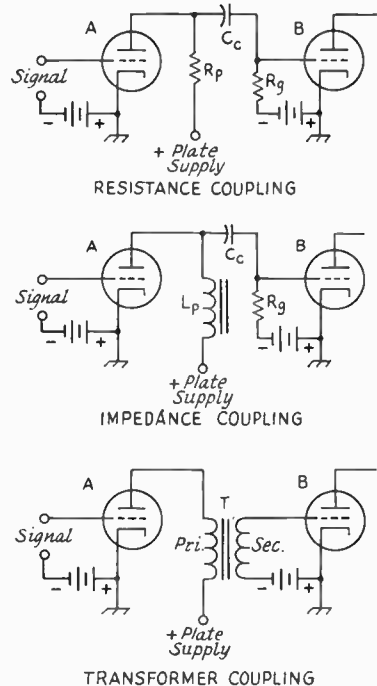 A
B
Signal
Cc
Rp
Rg
- +
- +
+ Plate
Supply
RESISTANCE COUPLING
A
B
Signal
Cc
Lp
Rg
- +
- +
+ Plate
Supply
IMPEDANCE COUPLING
A
B
T
Signal
Pri.
Sec.
- +
- +
+ Plate
Supply
TRANSFORMER COUPLING